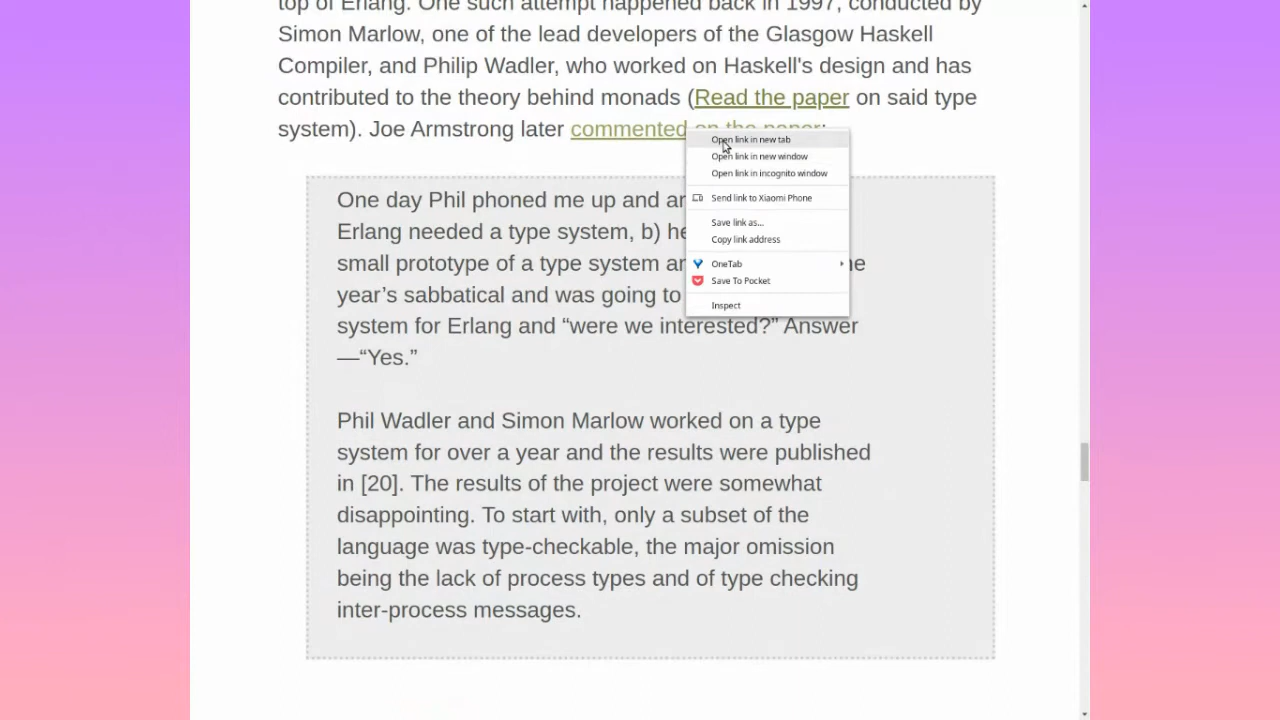 top of Erlang. One such attempt happened back in 1997, conducted by
Simon Marlow, one of the lead developers of the Glasgow Haskell
Compiler, and Philip Wadler, who worked on Haskell's design and has
contributed to the theory behind monads (Read the paper on said type
system). Joe Armstrong later commented on the paper:
Open link in new tab
Open link in new window
Open link in incognito window
Send link to Xiaomi Phone
Save link as...
Copy link address
OneTab
Save To Pocket
Inspect
One day Phil phoned me up and
Erlang needed a type system, b)
small prototype of a type system
year’s sabbatical and was going to
system for Erlang and “were we interested?” Answer
—“Yes.”
Phil Wadler and Simon Marlow worked on a type
system for over a year and the results were published
in [20]. The results of the project were somewhat
disappointing. To start with, only a subset of the
language was type-checkable, the major omission
being the lack of process types and of type checking
inter-process messages.